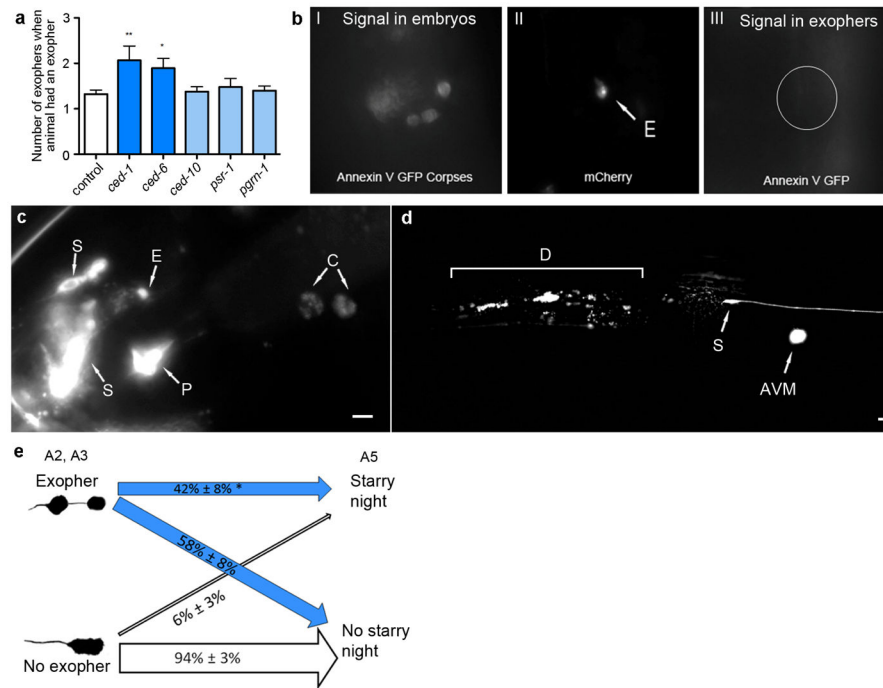 a
Number of exophers when
animal had an exopher
3
2
1
0
**
*
control
ced-1
ced-6
ced-10
psr-1
pgrn-1
b
I
Signal in embryos
Annexin V GFP Corpses
II
E
mCherry
III
Signal in exophers
Annexin V GFP
c
S
E
C
S
P
d
D
S
AVM
e
A2, A3
A5
Exopher
Starry
night
42% ± 8% *
58% ± 8%
6% ± 3%
No exopher
94% ± 3%
No starry
night